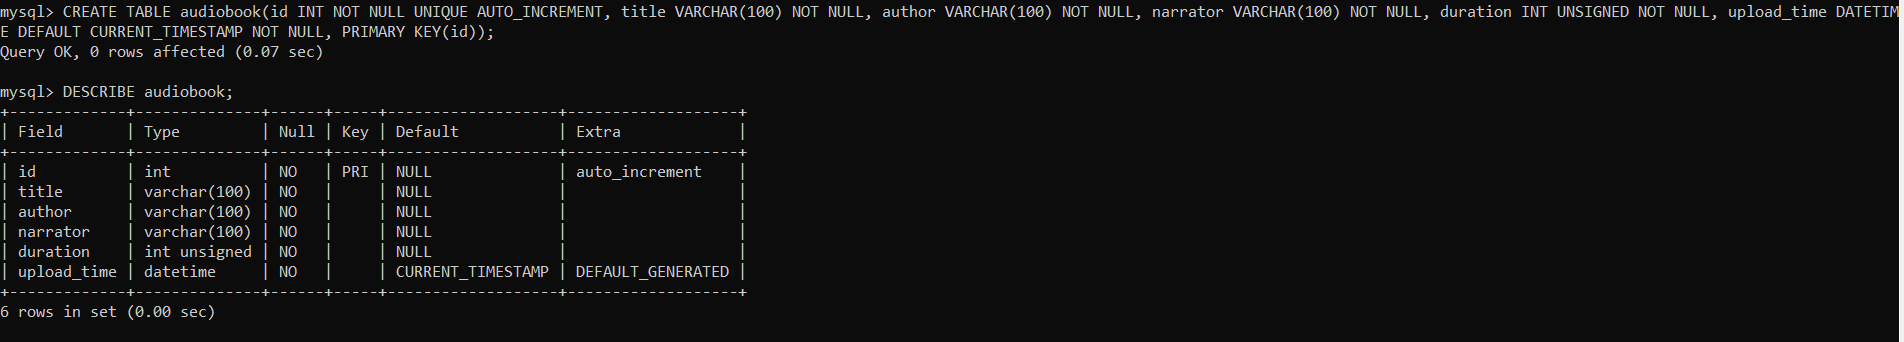 mysql> CREATE TABLE audiobook(id INT NOT NULL UNIQUE AUTO_INCREMENT, title VARCHAR(100) NOT NULL, author VARCHAR(100) NOT NULL, narrator VARCHAR(100) NOT NULL, duration INT UNSIGNED NOT NULL, upload_time DATETIM
E DEFAULT CURRENT_TIMESTAMP NOT NULL, PRIMARY KEY(id));
Query OK, 0 rows affected (0.07 sec)

mysql> DESCRIBE audiobook;
+-------------+--------------+------+-----+-------------------+-------------------+
| Field       | Type         | Null | Key | Default           | Extra             |
+-------------+--------------+------+-----+-------------------+-------------------+
| id          | int          | NO   | PRI | NULL              | auto_increment    |
| title       | varchar(100) | NO   |     | NULL              |                   |
| author      | varchar(100) | NO   |     | NULL              |                   |
| narrator    | varchar(100) | NO   |     | NULL              |                   |
| duration    | int unsigned | NO   |     | NULL              |                   |
| upload_time | datetime     | NO   |     | CURRENT_TIMESTAMP | DEFAULT_GENERATED |
+-------------+--------------+------+-----+-------------------+-------------------+
6 rows in set (0.00 sec)